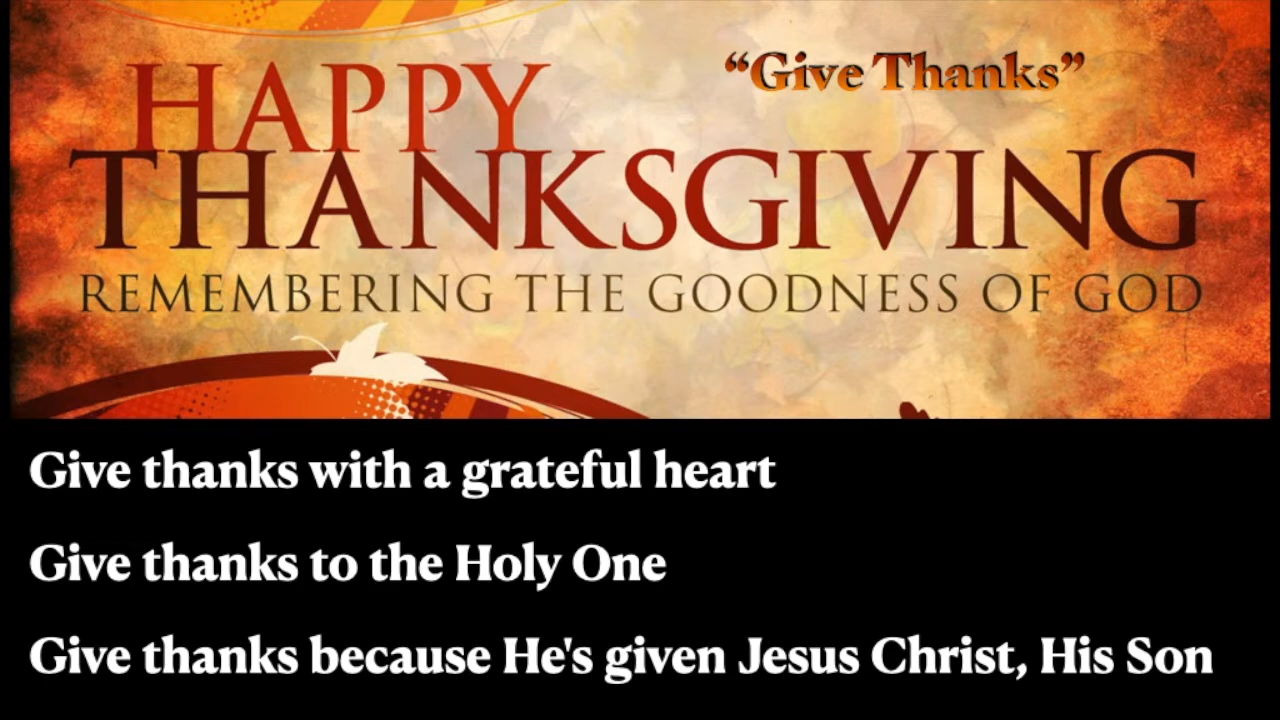 “Give Thanks”
HAPPY
THANKSGIVING
REMEMBERING THE GOODNESS OF GOD
Give thanks with a grateful heart
Give thanks to the Holy One
Give thanks because He's given Jesus Christ, His Son